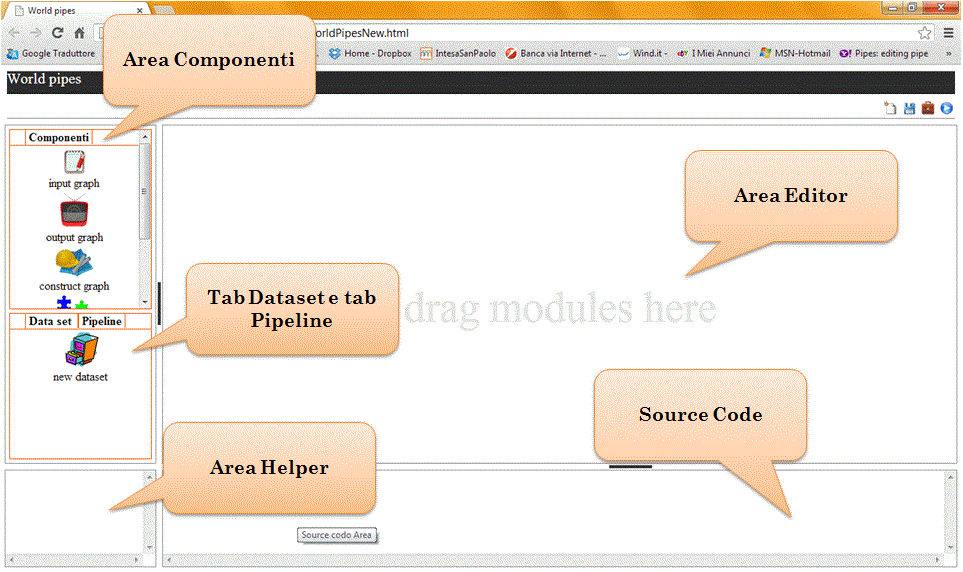 World pipes
orldPipesNew.html
Google Traduttore
Home - Dropbox
IntesaSanPaolo
Banca via Internet - ...
Wind.it -
I Miei Annunci
MSN-Hotmail
Pipes: editing pipe
»
World pipes
Area Componenti
Componenti
input graph
output graph
construct graph
Area Editor
Tab Dataset e tab
Pipeline
drag modules here
Data set Pipeline
new dataset
Source Code
Area Helper
Source codo Area